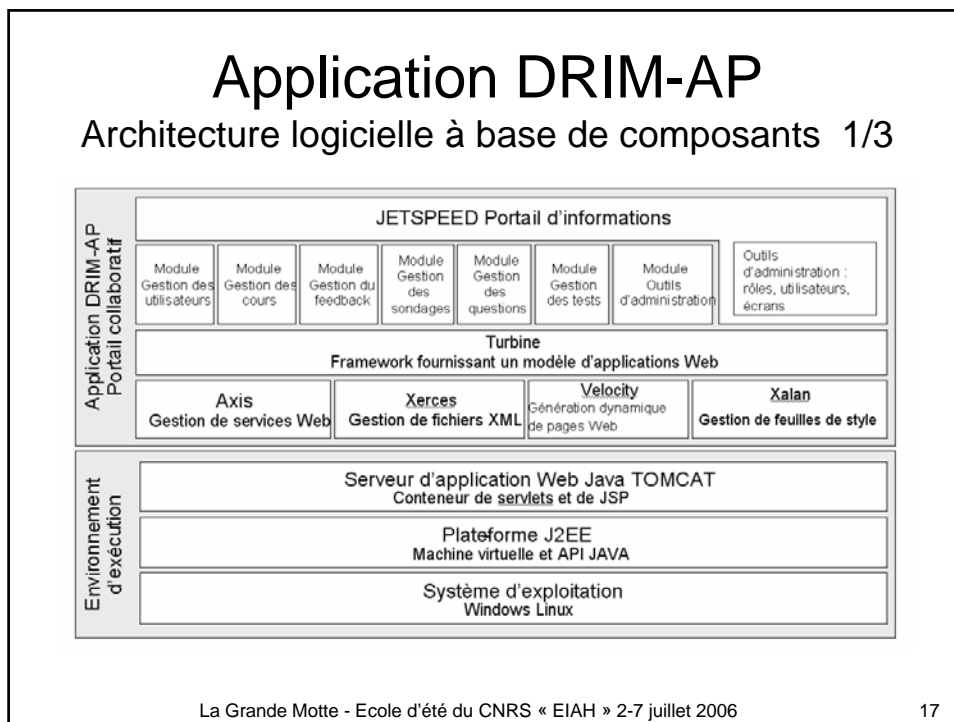 Application DRIM-AP
Architecture logicielle à base de composants 1/3
Application DRIM-AP
Portail collaboratif
JETSPEED Portail d'informations
Module
Gestion des
utilisateurs
Module
Gestion des
cours
Module
Gestion du
feedback
Module
Gestion
des
sondages
Module
Gestion
des
questions
Module
Gestion
des tests
Module
Outils
d'administration
Outils
d'administration :
rôles, utilisateurs,
écrans
Turbine
Framework fournissant un modèle d'applications Web
Axis
Gestion de services Web
Xerces
Gestion de fichiers XML
Velocity
Génération dynamique
de pages Web
Xalan
Gestion de feuilles de style
Environnement
d'exécution
Serveur d'application Web Java TOMCAT
Conteneur de servlets et de JSP
Plateforme J2EE
Machine virtuelle et API JAVA
Système d'exploitation
Windows Linux
La Grande Motte - Ecole d'été du CNRS « EIAH » 2-7 juillet 2006
17